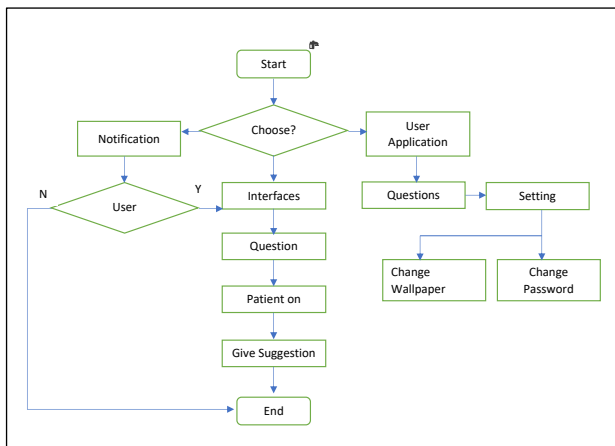 Start
Choose?
Notification
User
Application
N
Y
User
Interfaces
Questions
Setting
Question
Change
Wallpaper
Change
Password
Patient on
Give Suggestion
End